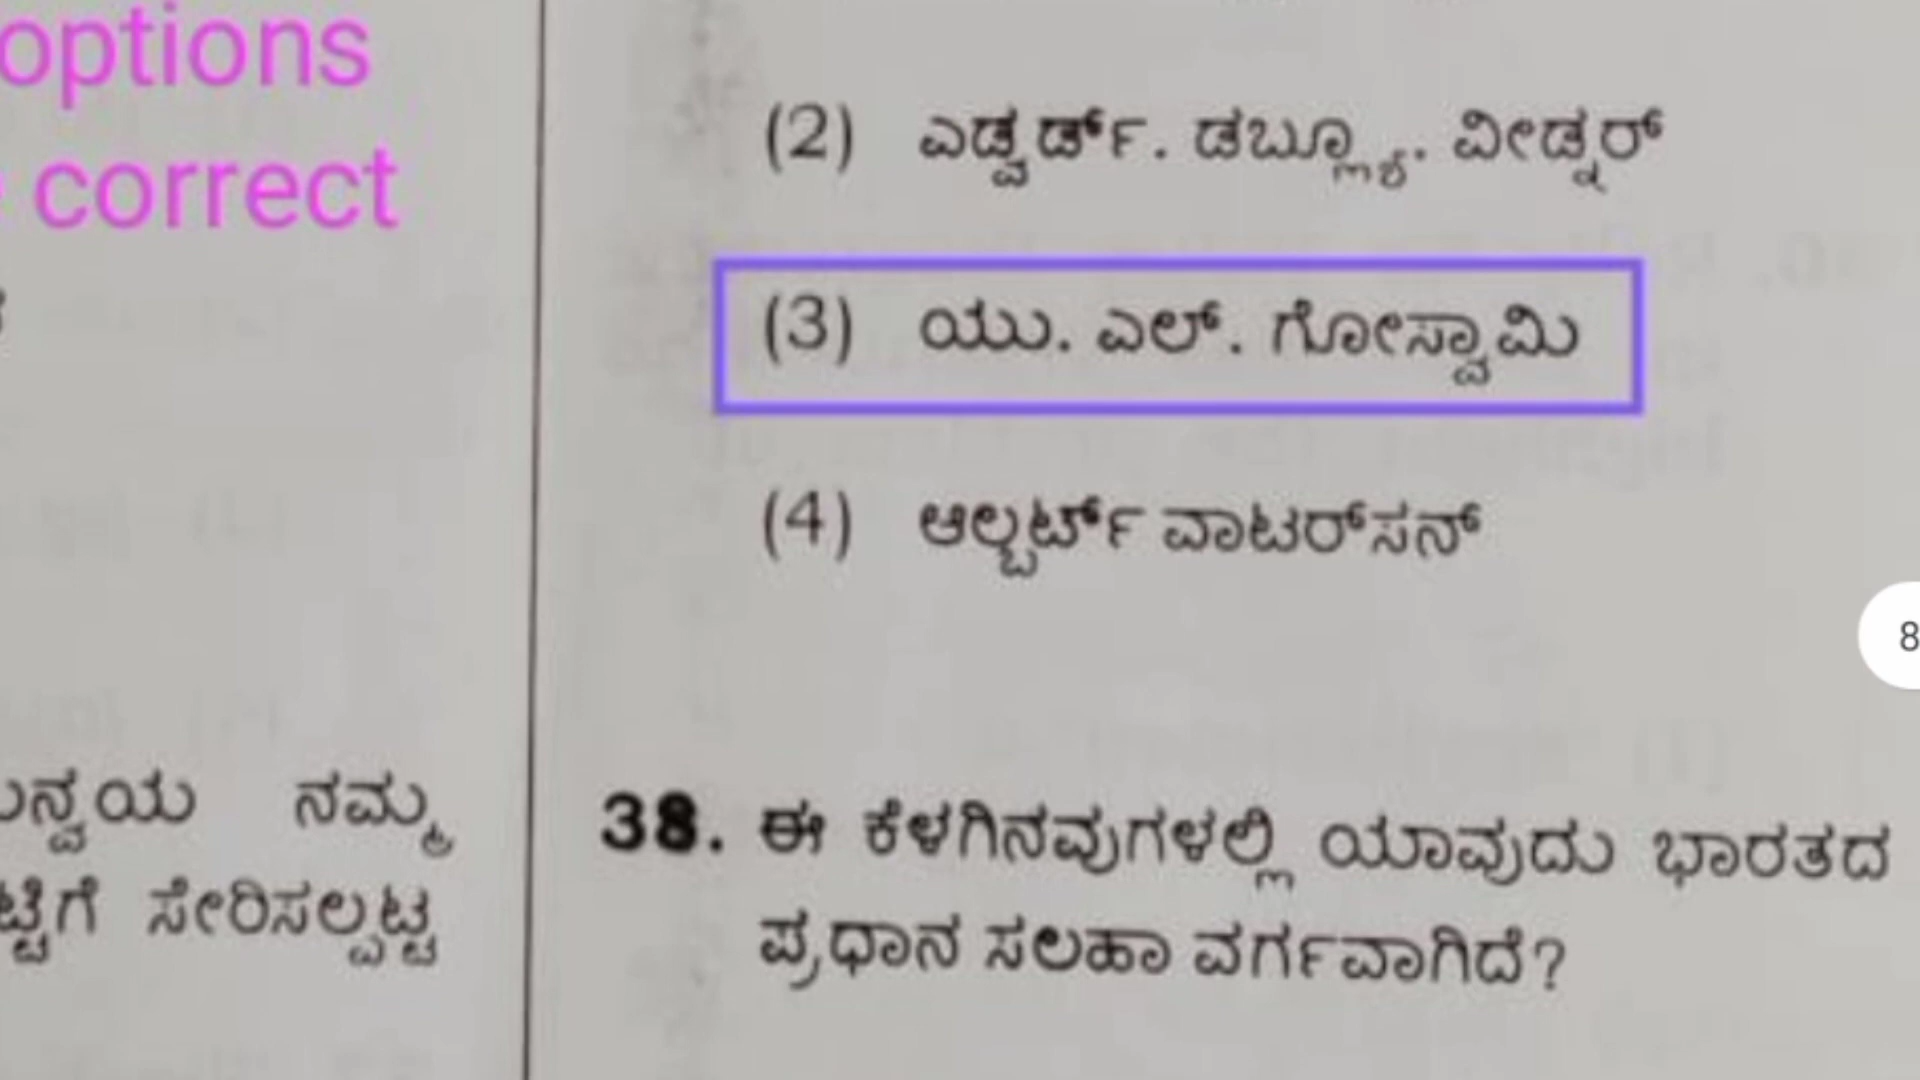 options
correct
ನಮ್ಮ
ಸೇರಿಸಲ್ಪಟ್ಟ
(2) ಎಡ್ವರ್ಡ್. ಡಬ್ಲ್ಯೂ. ವೀಡ್ನರ್
(3) ಯು. ಎಲ್. ಗೋಸ್ವಾಮಿ
(4) ಆಲ್ಬರ್ಟ್ ವಾಟರ್‌ಸನ್
38. ಈ ಕೆಳಗಿನವುಗಳಲ್ಲಿ ಯಾವುದು ಭಾರತದ
ಪ್ರಧಾನ ಸಲಹಾ ವರ್ಗವಾಗಿದೆ?
8